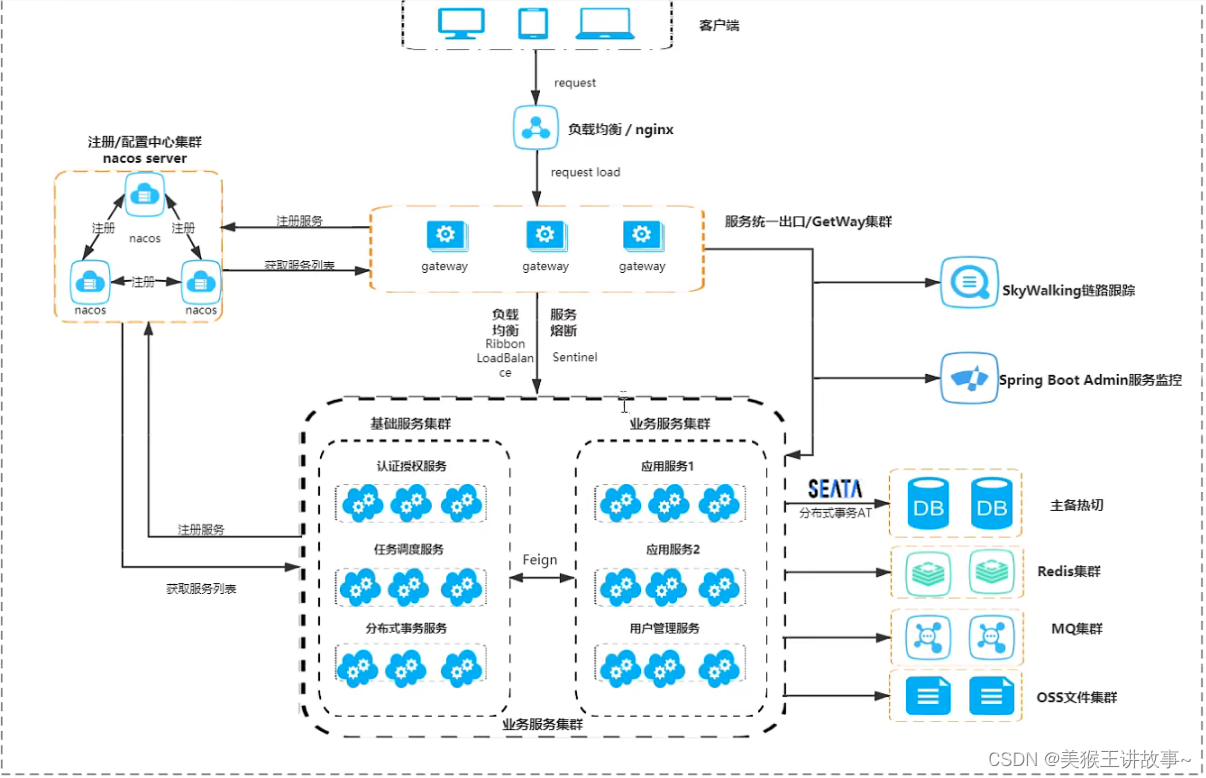 客户端
request
负载均衡 / nginx
request load
注册/配置中心集群
nacos server
注册
注册
nacos
注册
nacos
nacos
注册服务
获取服务列表
gateway
gateway
gateway
服务统一出口/GetWay集群
SkyWalking链路跟踪
Spring Boot Admin服务监控
负载
均衡
Ribbon
LoadBalan
ce
服务
熔断
Sentinel
基础服务集群
业务服务集群
认证授权服务
应用服务1
任务调度服务
应用服务2
Feign
分布式事务服务
用户管理服务
业务服务集群
注册服务
获取服务列表
SEATA
分布式事务AT
DB
DB
主备热切
Redis集群
MQ集群
OSS文件集群
CSDN @美猴王讲故事~